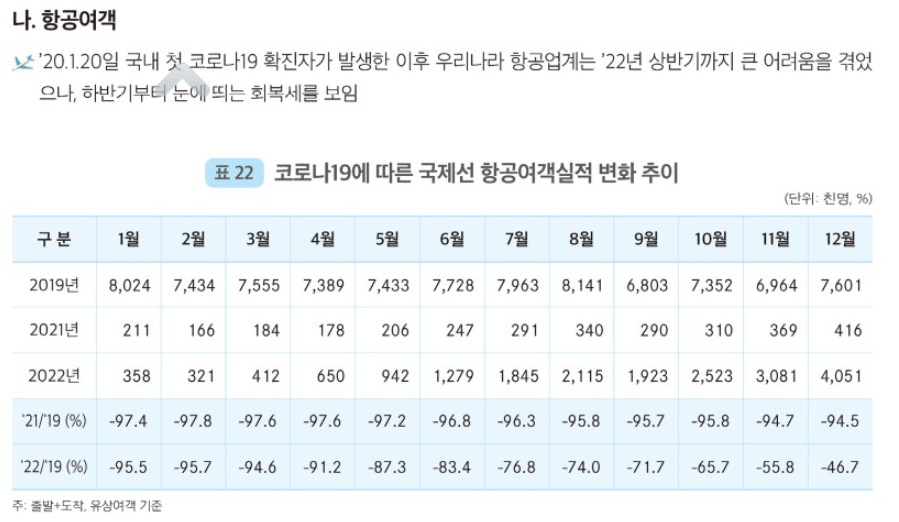 나. 항공여객
’20.1.20일 국내 첫 코로나19 확진자가 발생한 이후 우리나라 항공업계는 ’22년 상반기까지 큰 어려움을 겪었
으나, 하반기부터 눈에 띄는 회복세를 보임
표 22 코로나19에 따른 국제선 항공여객실적 변화 추이
(단위: 천명, %)
구 분 1월 2월 3월 4월 5월 6월 7월 8월 9월 10월 11월 12월
2019년 8,024 7,434 7,555 7,389 7,433 7,728 7,963 8,141 6,803 7,352 6,964 7,601
2021년 211 166 184 178 206 247 291 340 290 310 369 416
2022년 358 321 412 650 942 1,279 1,845 2,115 1,923 2,523 3,081 4,051
’21/’19 (%) -97.4 -97.8 -97.6 -97.6 -97.2 -96.8 -96.3 -95.8 -95.7 -95.8 -94.7 -94.5
’22/’19 (%) -95.5 -95.7 -94.6 -91.2 -87.3 -83.4 -76.8 -74.0 -71.7 -65.7 -55.8 -46.7
주: 출발+도착, 유상여객 기준